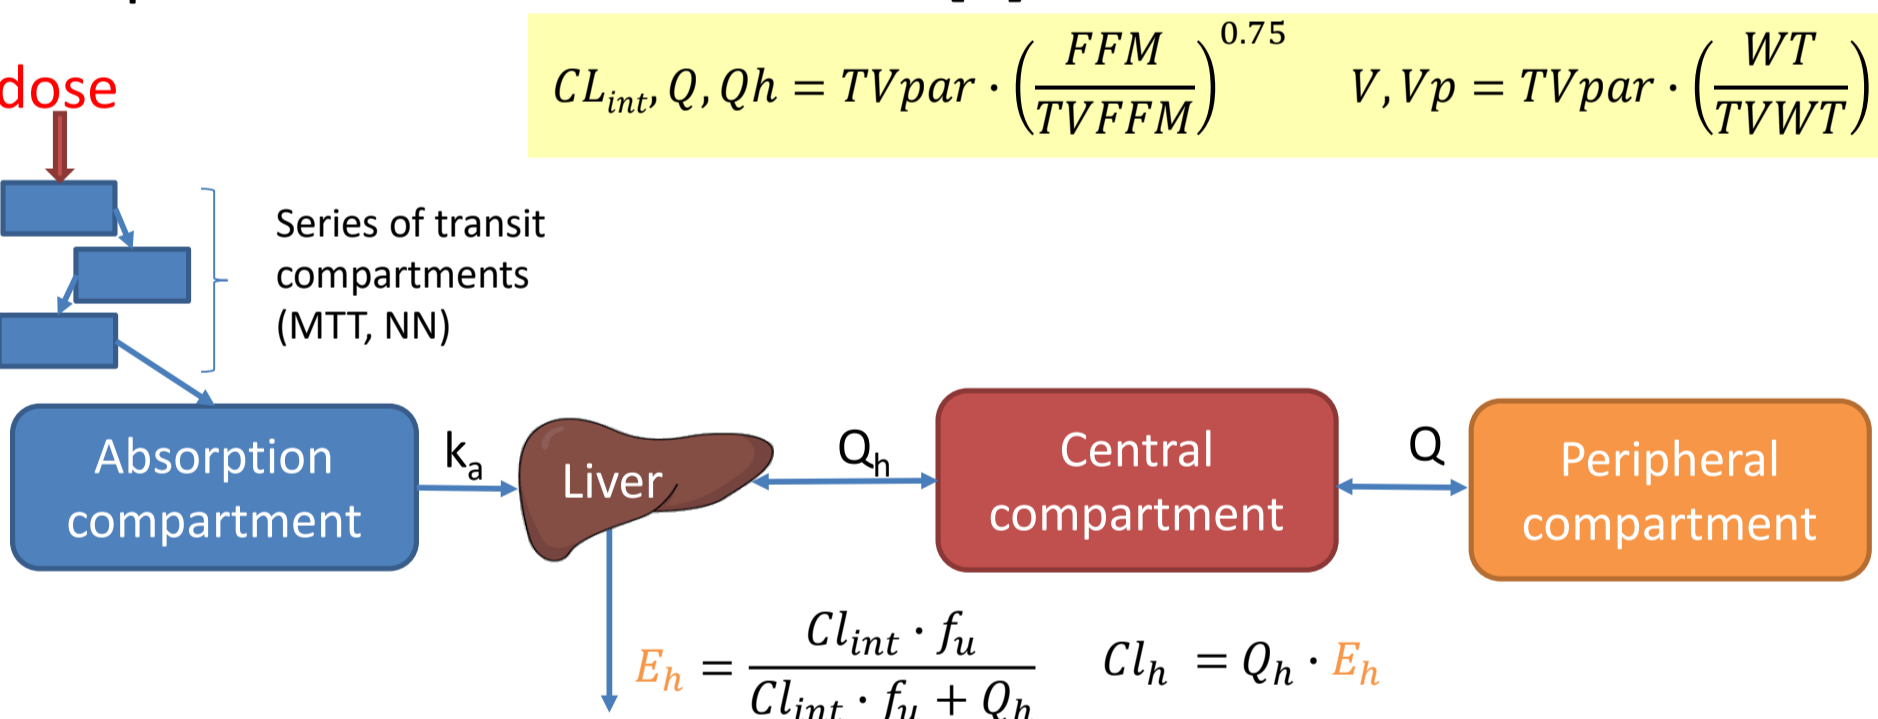 CL_int, Q, Qh = TVpar · (FFM / TVFFM)^0.75
V, Vp = TVpar · (WT / TVWT)
dose
Series of transit
compartments
(MTT, NN)
Absorption
compartment
k_a
Liver
Q_h
Central
compartment
Q
Peripheral
compartment
E_h = Cl_int · f_u / (Cl_int · f_u + Q_h)
Cl_h = Q_h · E_h